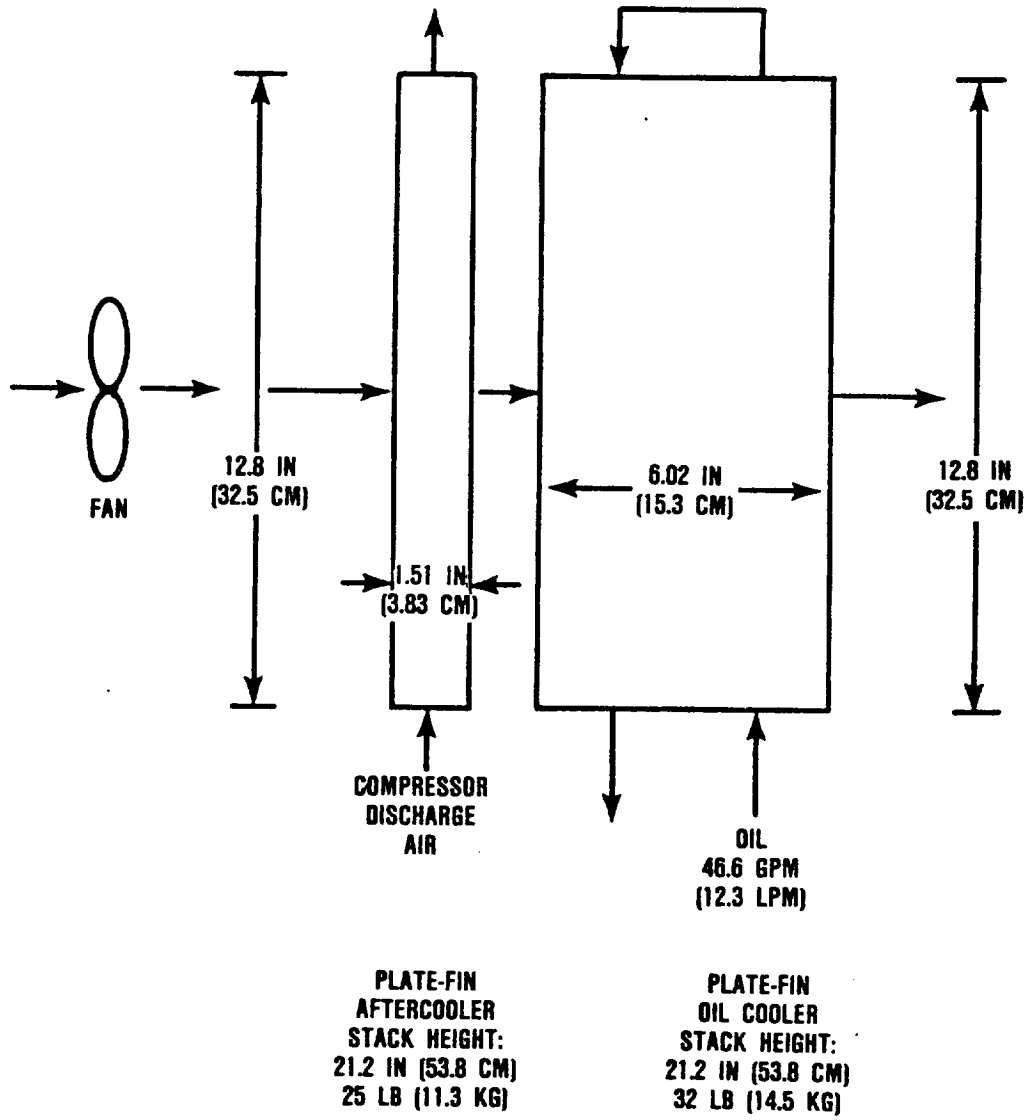 FAN
12.8 IN
(32.5 CM)
1.51 IN
(3.83 CM)
6.02 IN
(15.3 CM)
12.8 IN
(32.5 CM)
COMPRESSOR
DISCHARGE
AIR
OIL
46.6 GPM
(12.3 LPM)
PLATE-FIN
AFTERCOOLER
STACK HEIGHT:
21.2 IN (53.8 CM)
25 LB (11.3 KG)
PLATE-FIN
OIL COOLER
STACK HEIGHT:
21.2 IN (53.8 CM)
32 LB (14.5 KG)